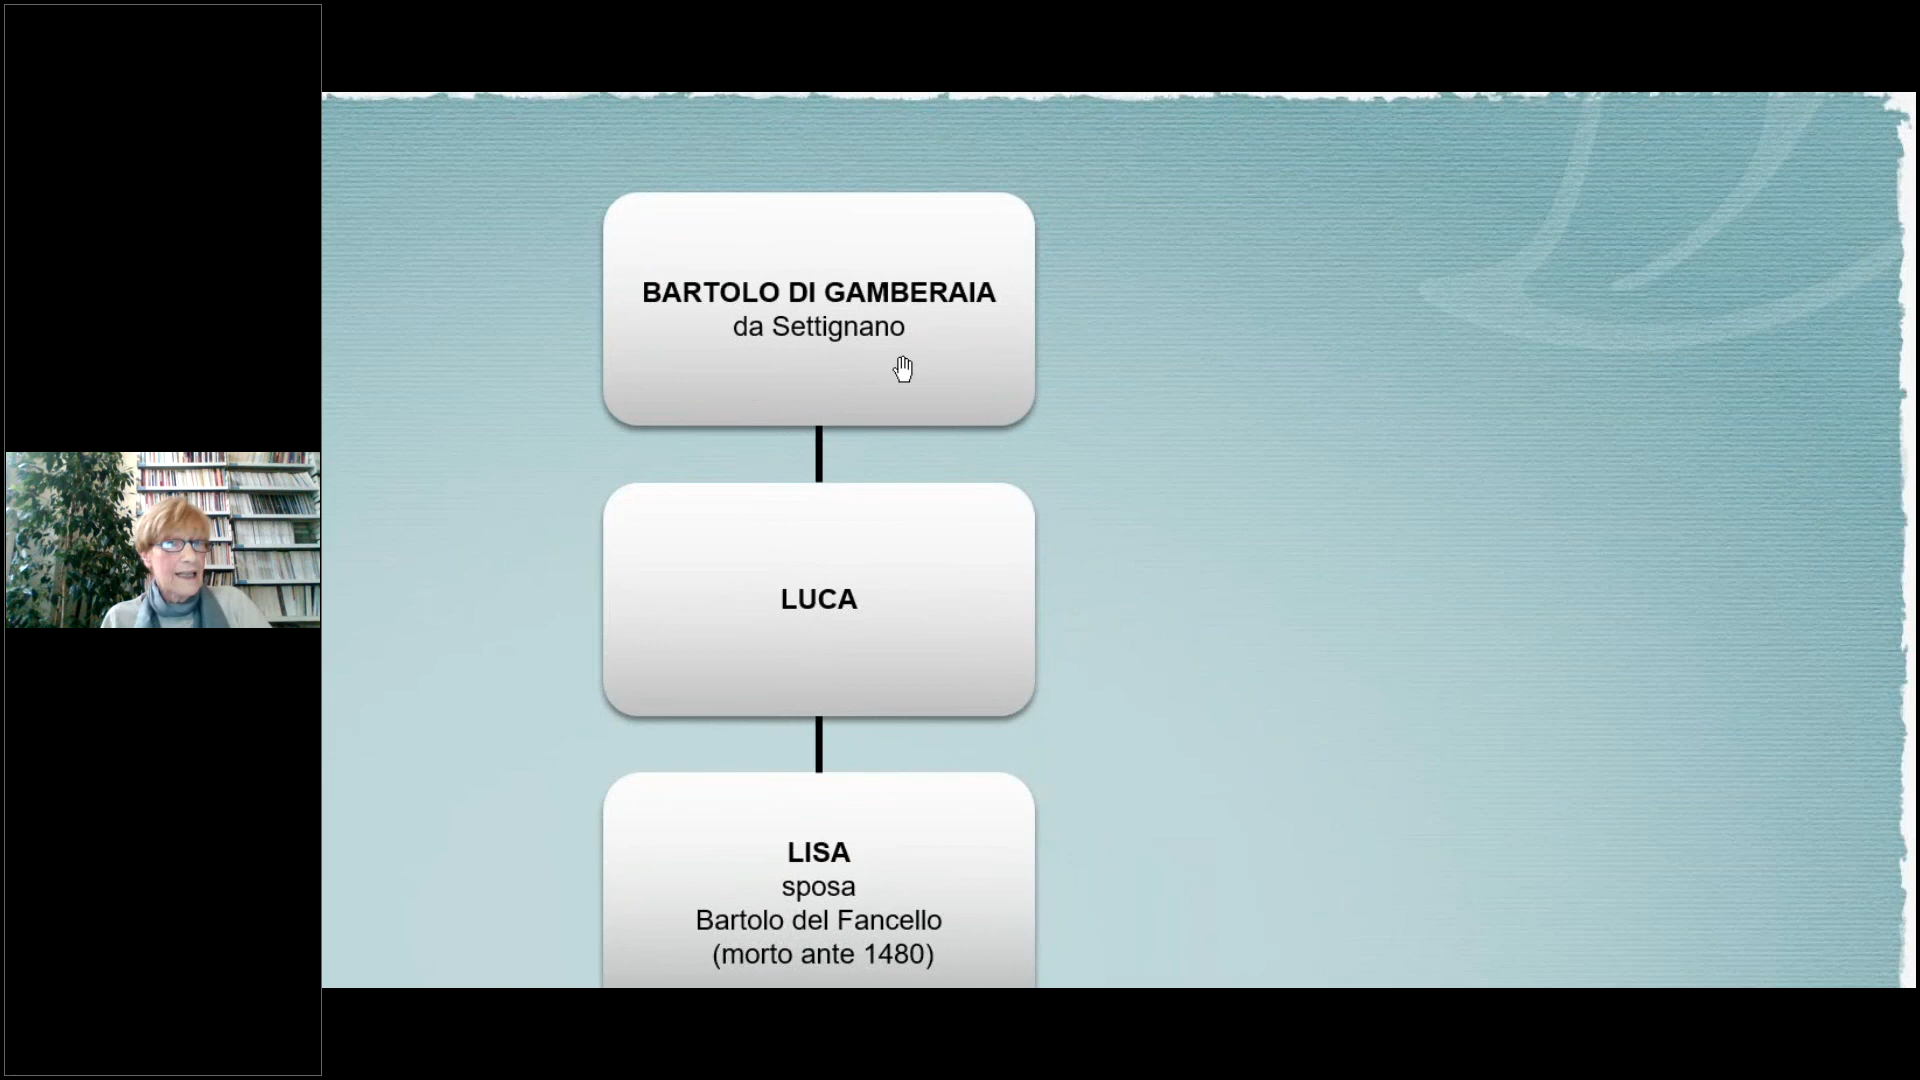 BARTOLO DI GAMBERAIA
da Settignano
LUCA
LISA
sposa
Bartolo del Fancello
(morto ante 1480)